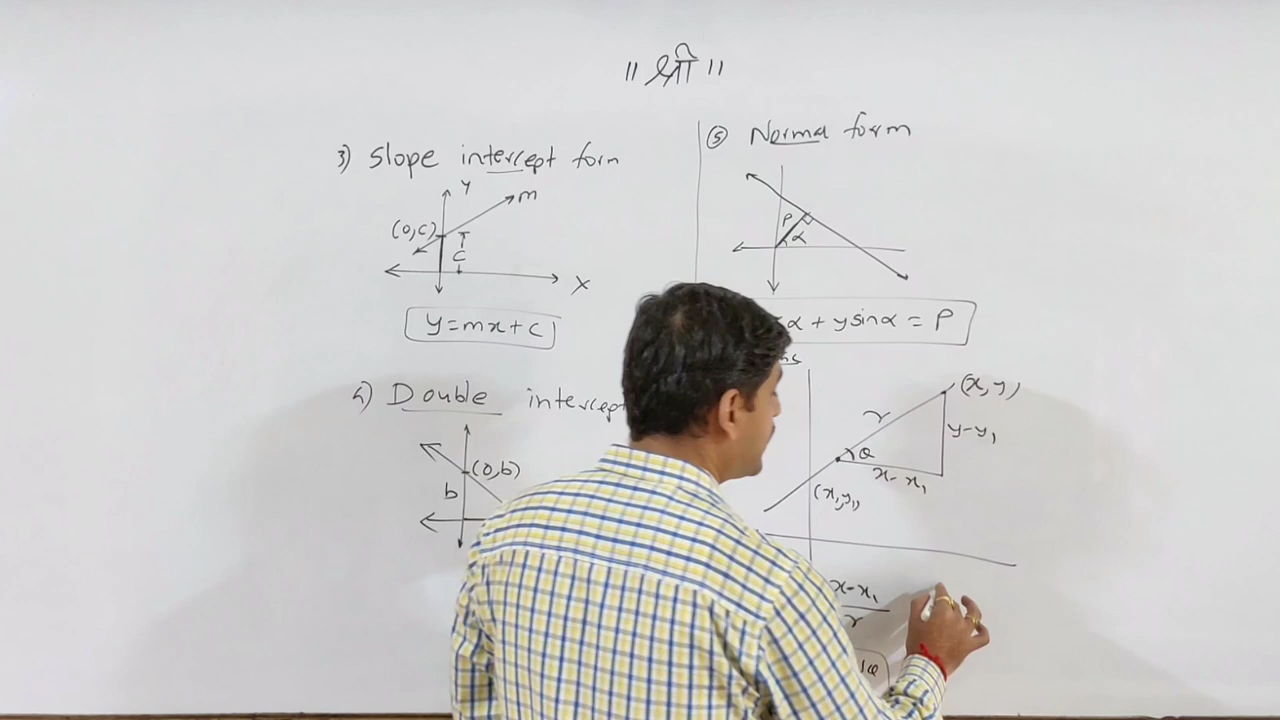 ॥ श्री ॥
3) Slope intercept form
Y
m
(0,c)
c
X
y=mx+c
4) Double intercept
(0,b)
b
⑤ Normal form
P
α
α + y sinα = P
(x,y)
r
θ
y-y₁
x-x₁
(x₁,y₁)
x-x₁
r